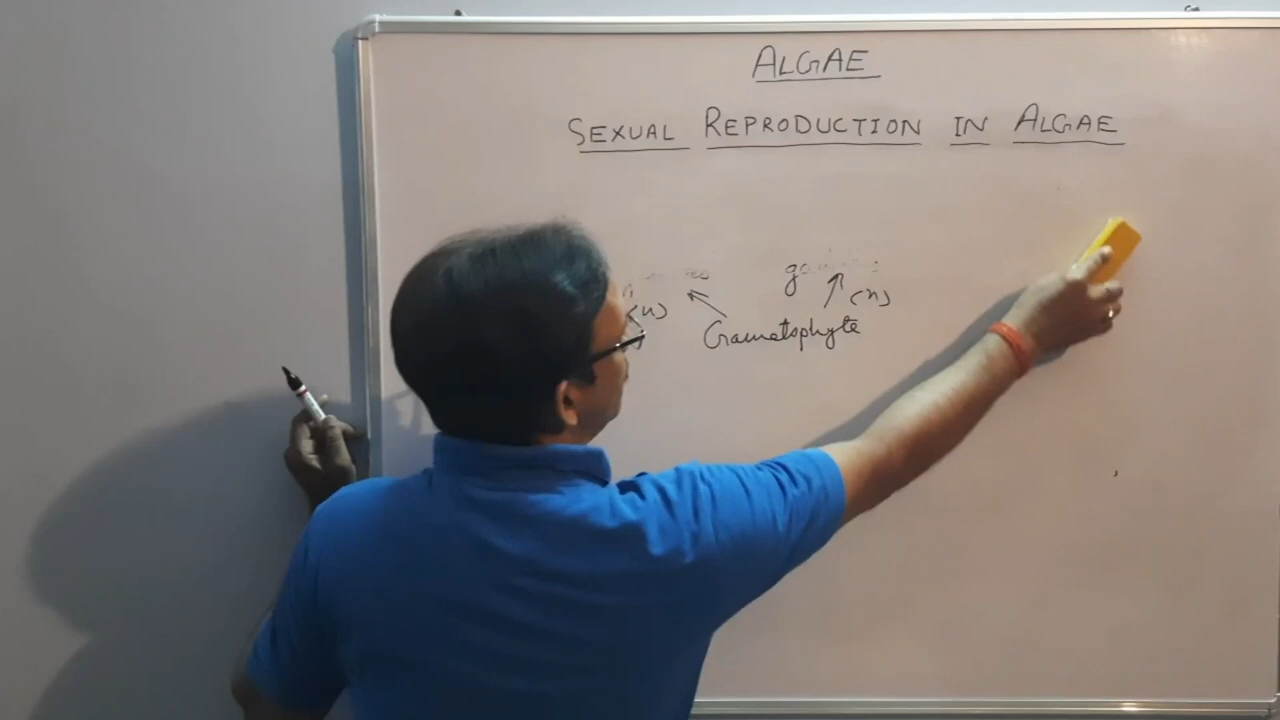 ALGAE
SEXUAL REPRODUCTION IN ALGAE
(n)
(n)
Gametophyte